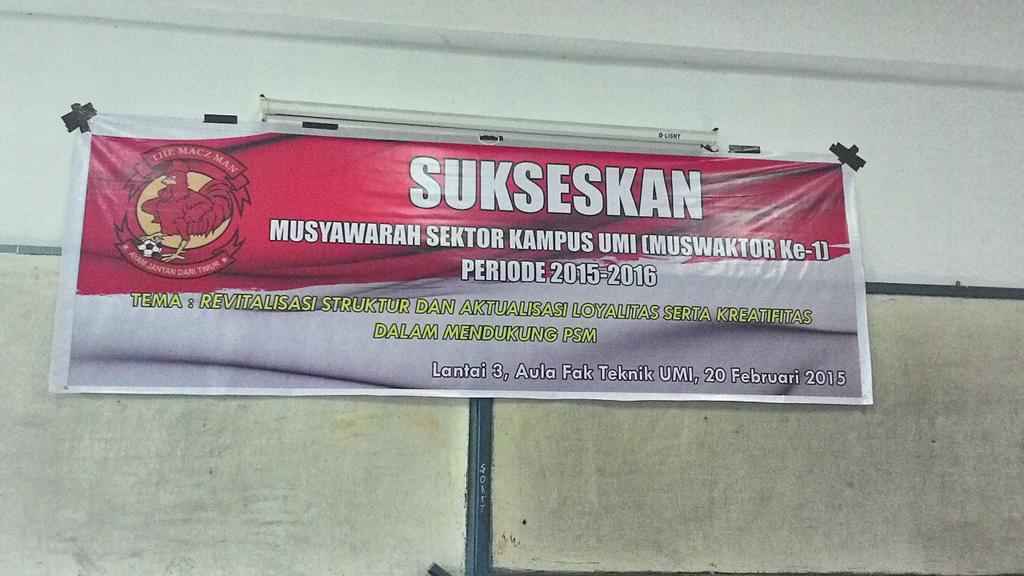 D-LIGHT
THE MACZ MAN
AYAM JANTAN DARI TIMUR
SUKSESKAN
MUSYAWARAH SEKTOR KAMPUS UMI (MUSWAKTOR Ke-1)
PERIODE 2015-2016
TEMA : REVITALISASI STRUKTUR DAN AKTUALISASI LOYALITAS SERTA KREATIFITAS
DALAM MENDUKUNG PSM
Lantai 3, Aula Fak Teknik UMI, 20 Februari 2015
SOKET